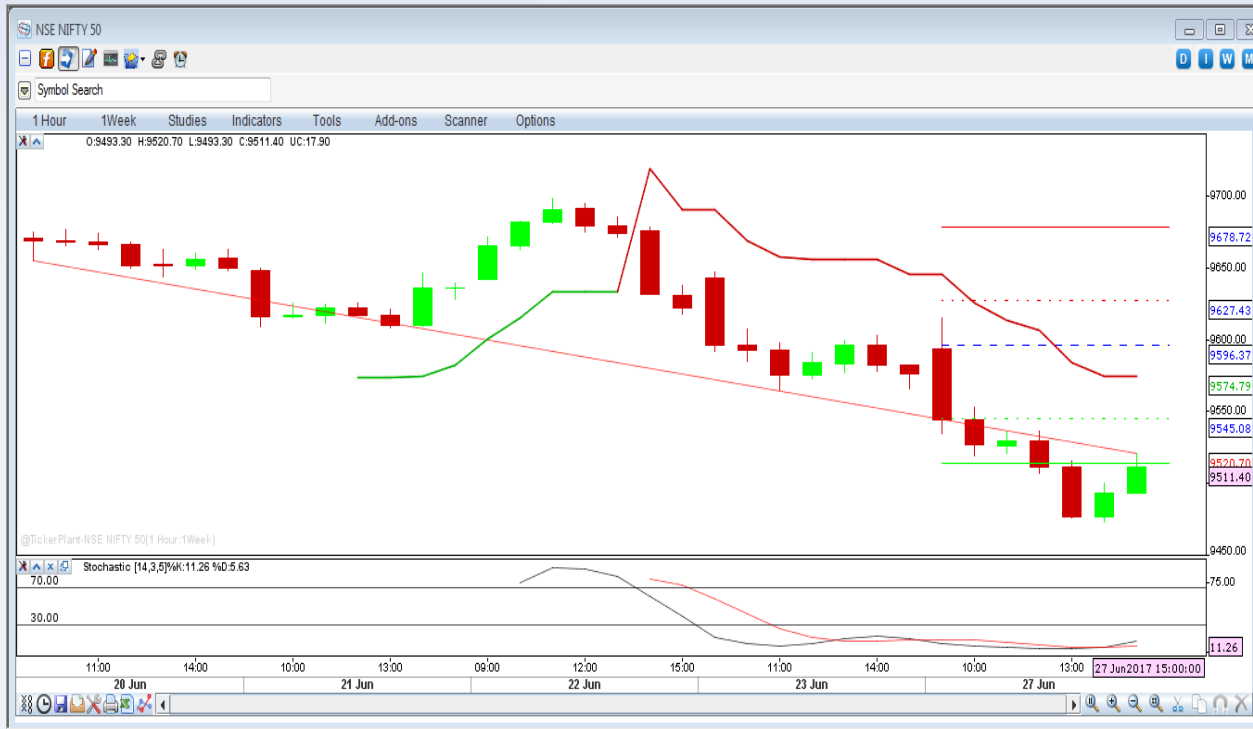 NSE NIFTY 50
D I W M
Symbol Search
1 Hour 1Week Studies Indicators Tools Add-ons Scanner Options
O:9493.30 H:9520.70 L:9493.30 C:9511.40 UC:17.90
9700.00
9678.72
9650.00
9627.43
9600.00
9596.37
9574.79
9550.00
9545.08
9520.70
9511.40
9450.00
@TickerPlant-NSE NIFTY 50(1 Hour:1Week)
Stochastic [14,3,5]%K:11.26 %D:5.63
70.00 75.00
30.00
11.26
11:00 14:00 10:00 13:00 09:00 12:00 15:00 11:00 14:00 10:00 13:00 27 Jun2017 15:00:00
20 Jun 21 Jun 22 Jun 23 Jun 27 Jun